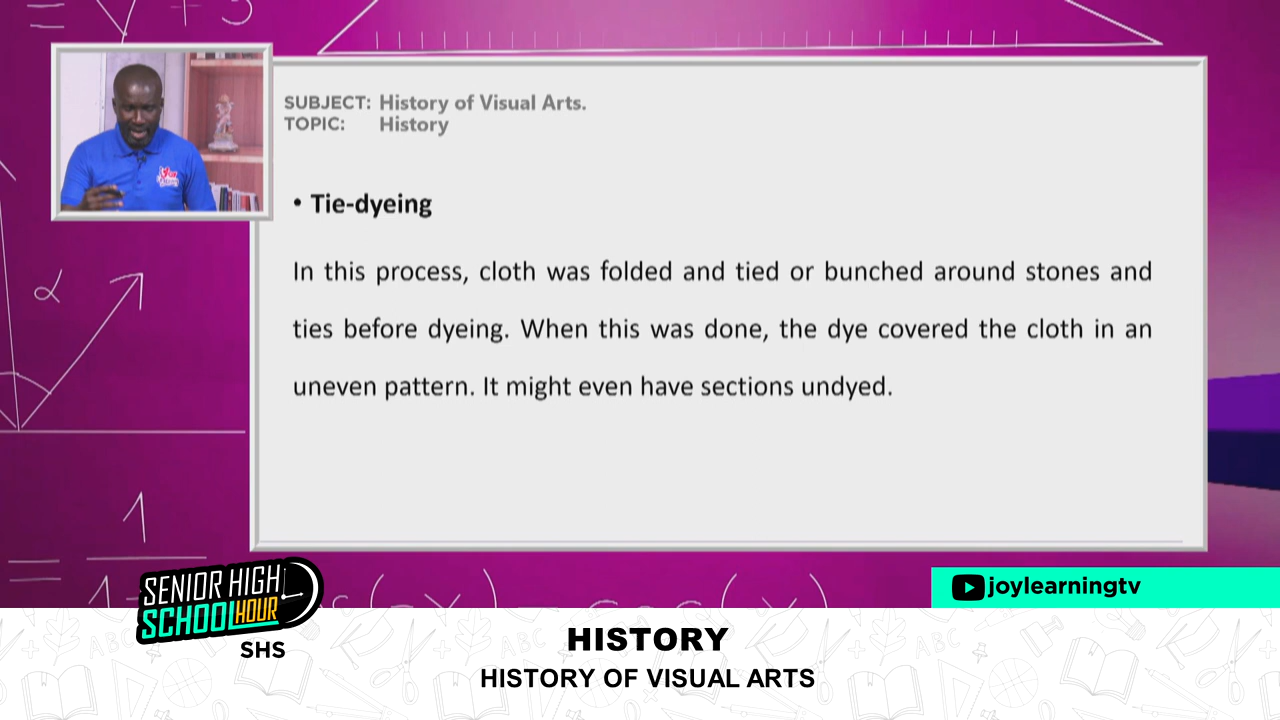 SUBJECT: History of Visual Arts.
TOPIC: History
• Tie-dyeing
In this process, cloth was folded and tied or bunched around stones and
ties before dyeing. When this was done, the dye covered the cloth in an
uneven pattern. It might even have sections undyed.
SENIOR HIGH
SCHOOL HOUR
SHS
joylearningtv
HISTORY
HISTORY OF VISUAL ARTS